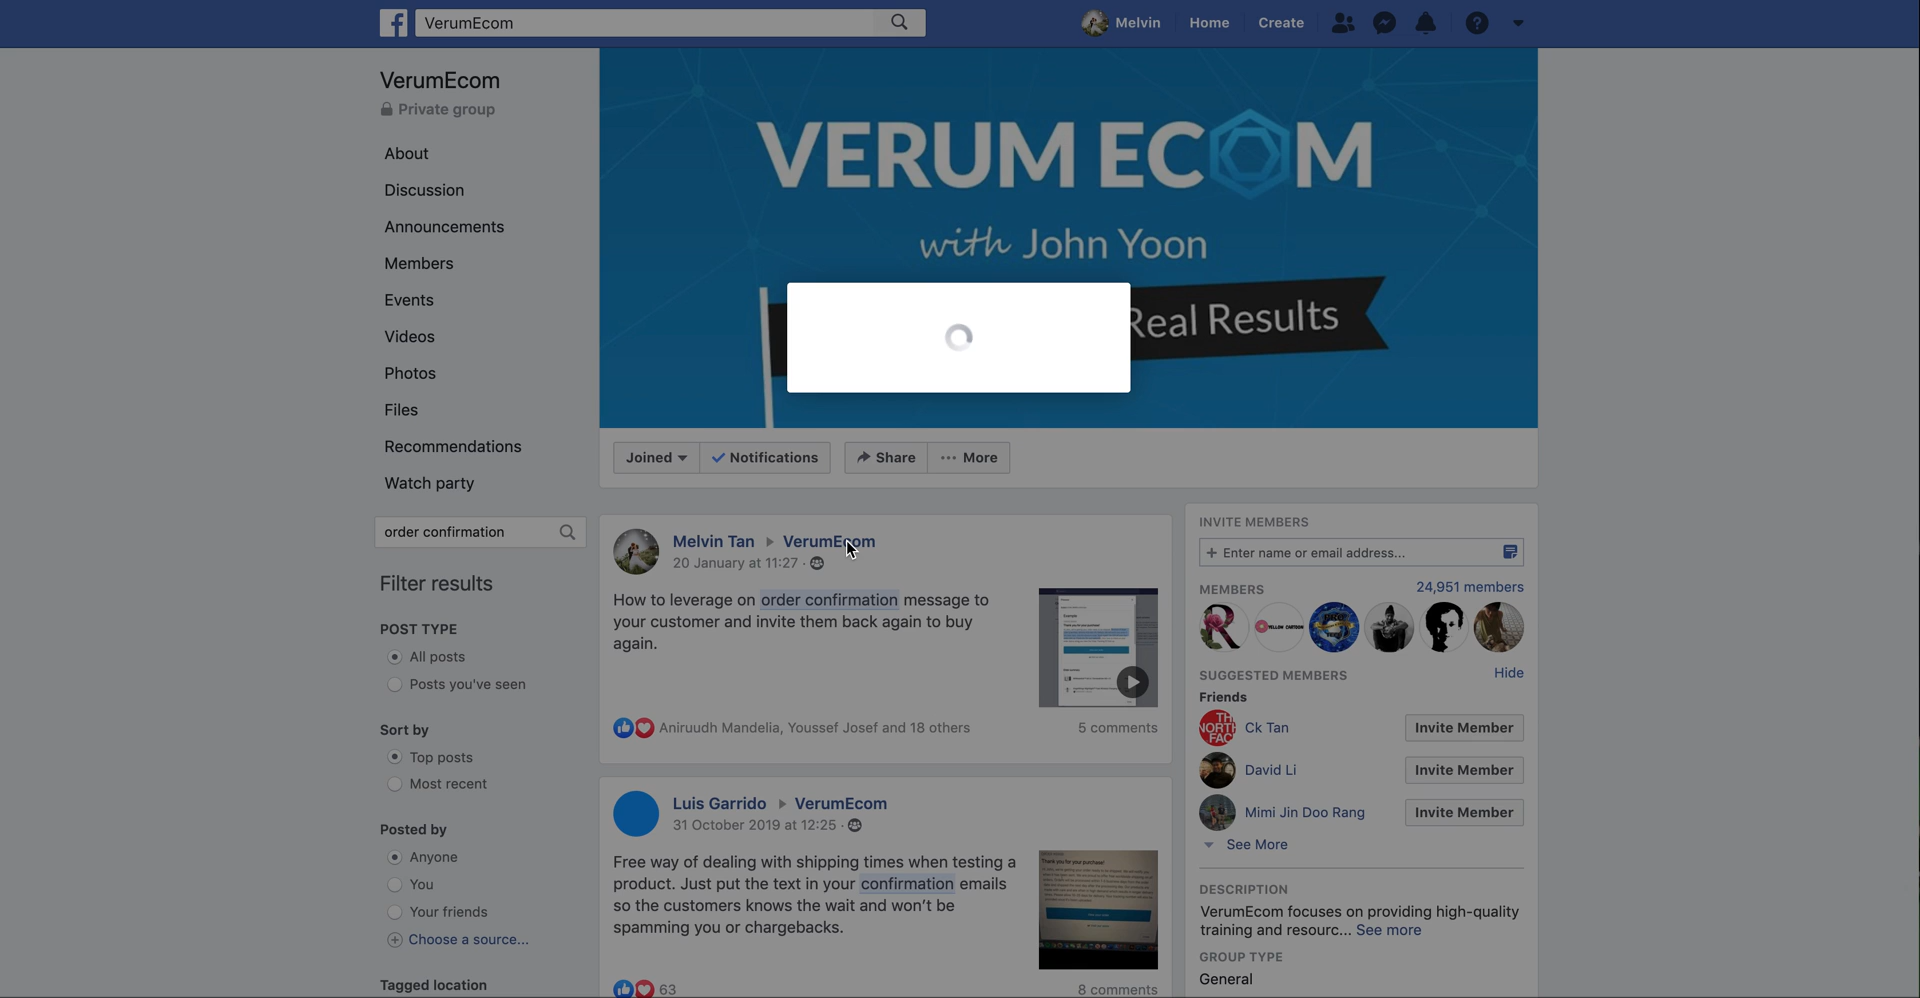 VerumEcom
Melvin
Home
Create
VerumEcom
Private group
About
Discussion
Announcements
Members
Events
Videos
Photos
Files
Recommendations
Watch party
order confirmation
Filter results
POST TYPE
All posts
Posts you've seen
Sort by
Top posts
Most recent
Posted by
Anyone
You
Your friends
Choose a source...
Tagged location
VERUM ECOM
with John Yoon
Real Results
Joined
Notifications
Share
More
Melvin Tan VerumEcom
20 January at 11:27 ·
How to leverage on order confirmation message to
your customer and invite them back again to buy
again.
Aniruudh Mandelia, Youssef Josef and 18 others
5 comments
Luis Garrido VerumEcom
31 October 2019 at 12:25 ·
Free way of dealing with shipping times when testing a
product. Just put the text in your confirmation emails
so the customers knows the wait and won't be
spamming you or chargebacks.
Thank you for your purchase!
63
8 comments
INVITE MEMBERS
+ Enter name or email address...
MEMBERS
24,951 members
SUGGESTED MEMBERS
Hide
Friends
Ck Tan
Invite Member
David Li
Invite Member
Mimi Jin Doo Rang
Invite Member
See More
DESCRIPTION
VerumEcom focuses on providing high-quality
training and resourc... See more
GROUP TYPE
General